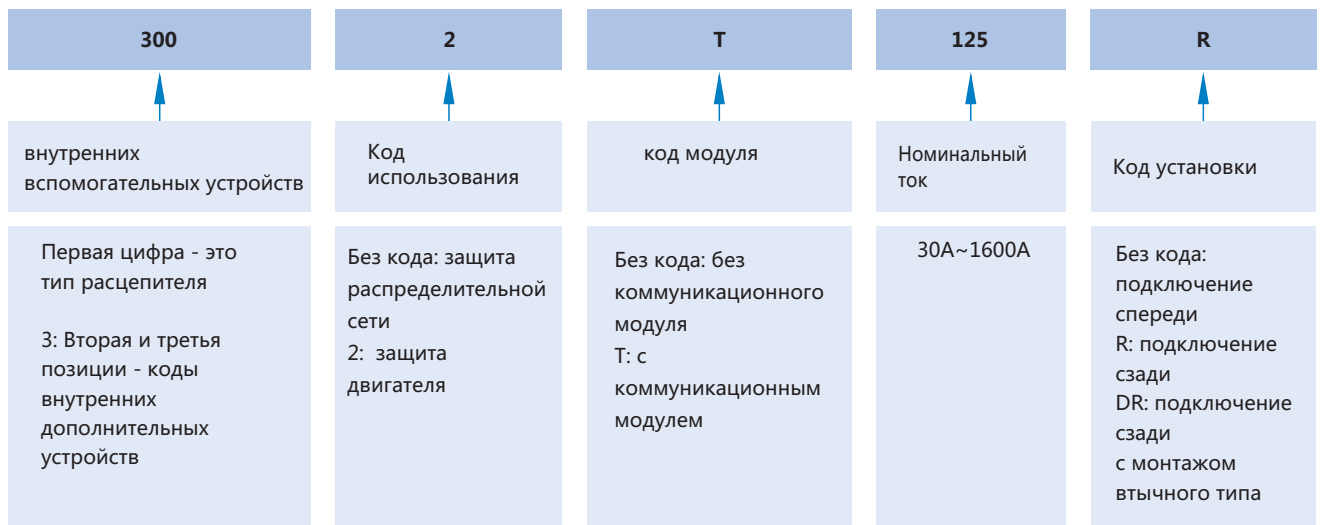 300
2
T
125
R
внутренних
вспомогательных устройств
Код
использования
код модуля
Номинальный
ток
Код установки
Первая цифра - это
тип расцепителя
3: Вторая и третья
позиции - коды
внутренних
дополнительных
устройств
Без кода: защита
распределительной
сети
2: защита
двигателя
Без кода: без
коммуникационного
модуля
T: с
коммуникационным
модулем
30A~1600A
Без кода:
подключение
спереди
R: подключение
сзади
DR: подключение
сзади
с монтажом
втычного типа